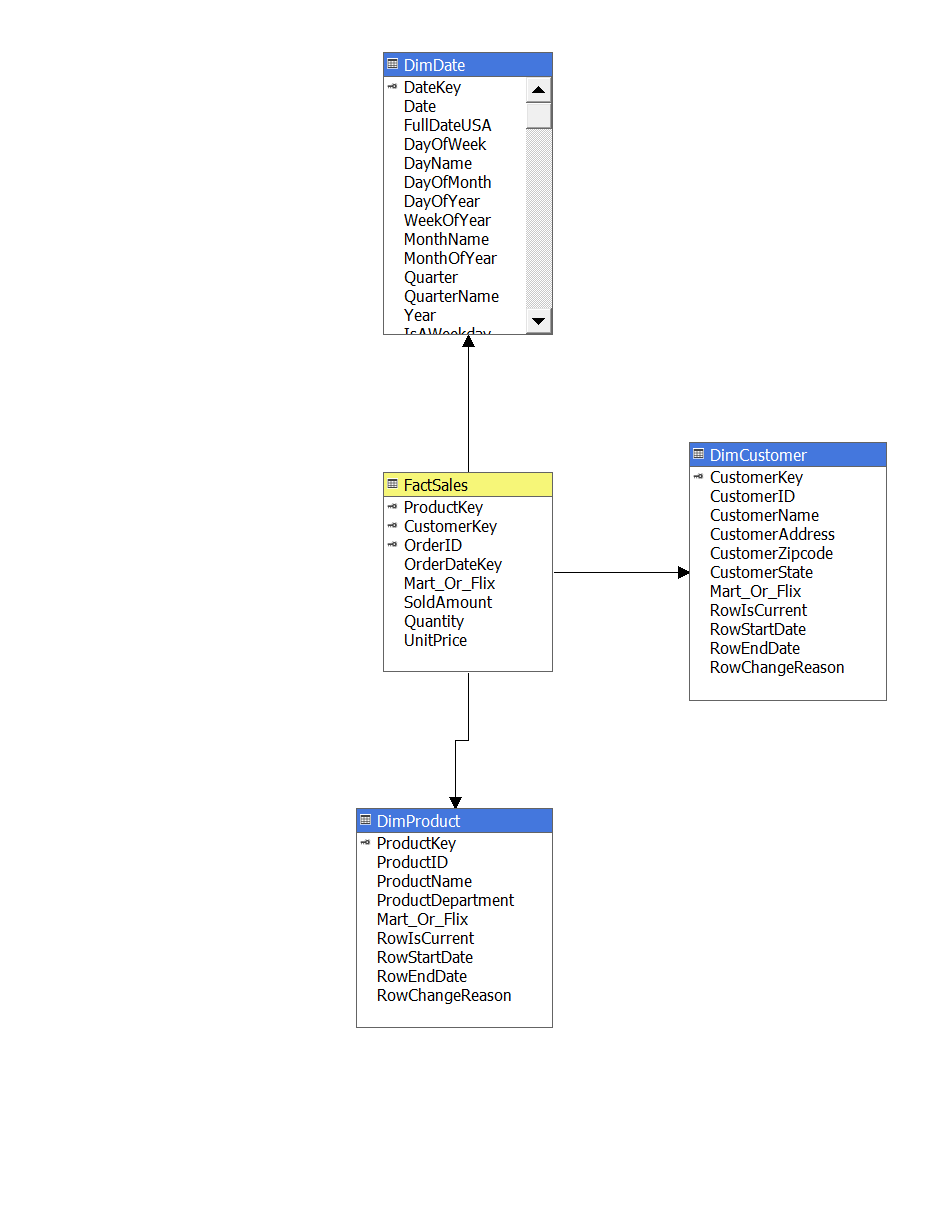 DimDate
DateKey
Date
FullDateUSA
DayOfWeek
DayName
DayOfMonth
DayOfYear
WeekOfYear
MonthName
MonthOfYear
Quarter
QuarterName
Year
IsAWeekday
FactSales
ProductKey
CustomerKey
OrderID
OrderDateKey
Mart_Or_Flix
SoldAmount
Quantity
UnitPrice
DimCustomer
CustomerKey
CustomerID
CustomerName
CustomerAddress
CustomerZipcode
CustomerState
Mart_Or_Flix
RowIsCurrent
RowStartDate
RowEndDate
RowChangeReason
DimProduct
ProductKey
ProductID
ProductName
ProductDepartment
Mart_Or_Flix
RowIsCurrent
RowStartDate
RowEndDate
RowChangeReason